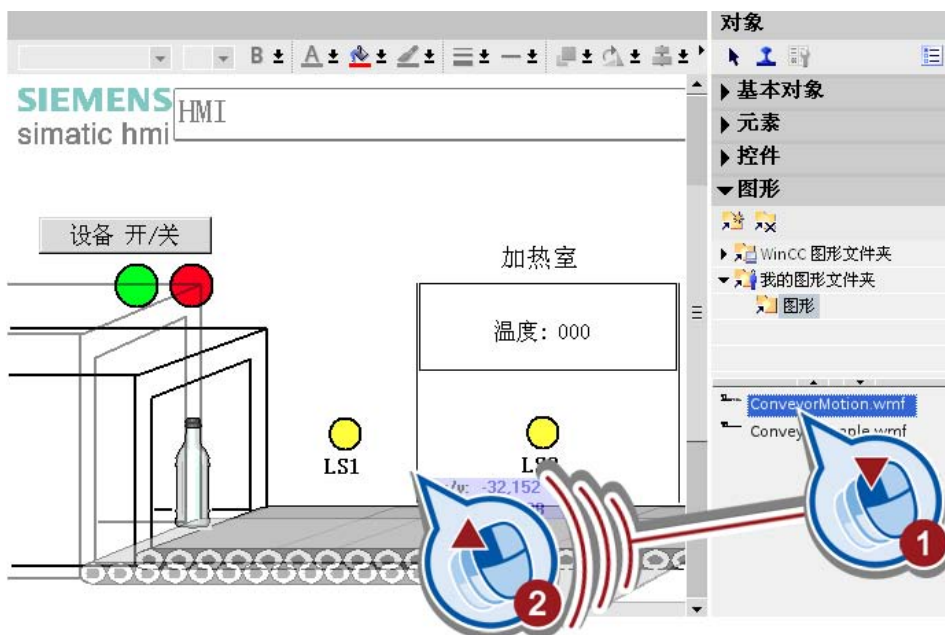 对象
B
A
SIEMENS
simatic hmi
HMI
基本对象
元素
控件
图形
WinCC 图形文件夹
我的图形文件夹
图形
设备 开/关
加热室
温度: 000
LS1
ConveyorMotion.wmf
-32,152
1
2